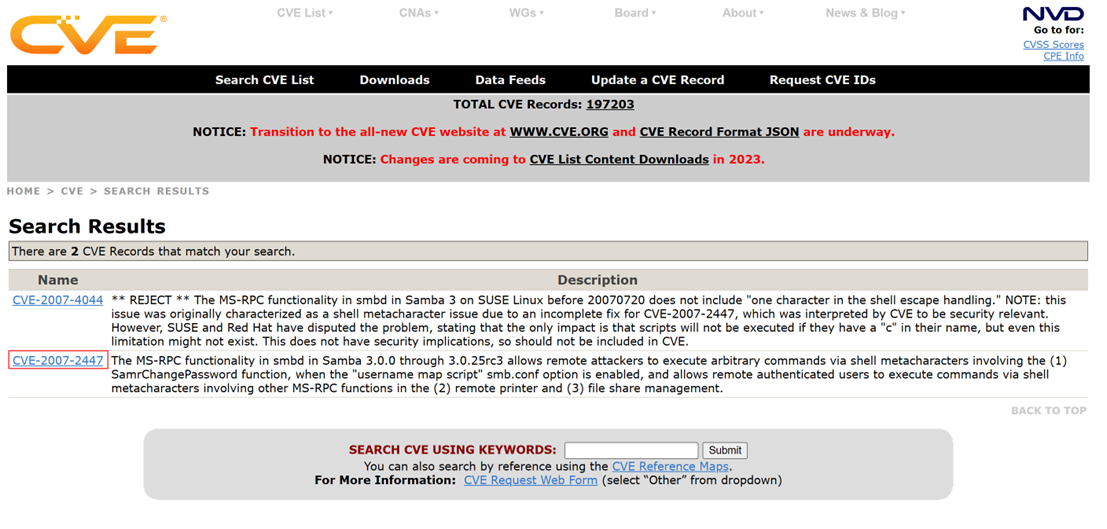 CVE®
CVE List▾ CNAs▾ WGs▾ Board▾ About▾ News & Blog▾
NVD
Go to for:
CVSS Scores
CPE Info
Search CVE List Downloads Data Feeds Update a CVE Record Request CVE IDs
TOTAL CVE Records: 197203
NOTICE: Transition to the all-new CVE website at WWW.CVE.ORG and CVE Record Format JSON are underway.
NOTICE: Changes are coming to CVE List Content Downloads in 2023.
HOME > CVE > SEARCH RESULTS
Search Results
There are 2 CVE Records that match your search.
Name Description
CVE-2007-4044 ** REJECT ** The MS-RPC functionality in smbd in Samba 3 on SUSE Linux before 20070720 does not include "one character in the shell escape handling." NOTE: this
issue was originally characterized as a shell metacharacter issue due to an incomplete fix for CVE-2007-2447, which was interpreted by CVE to be security relevant.
However, SUSE and Red Hat have disputed the problem, stating that the only impact is that scripts will not be executed if they have a "c" in their name, but even this
limitation might not exist. This does not have security implications, so should not be included in CVE.
CVE-2007-2447 The MS-RPC functionality in smbd in Samba 3.0.0 through 3.0.25rc3 allows remote attackers to execute arbitrary commands via shell metacharacters involving the (1)
SamrChangePassword function, when the "username map script" smb.conf option is enabled, and allows remote authenticated users to execute commands via shell
metacharacters involving other MS-RPC functions in the (2) remote printer and (3) file share management.
BACK TO TOP
SEARCH CVE USING KEYWORDS: Submit
You can also search by reference using the CVE Reference Maps.
For More Information: CVE Request Web Form (select “Other” from dropdown)